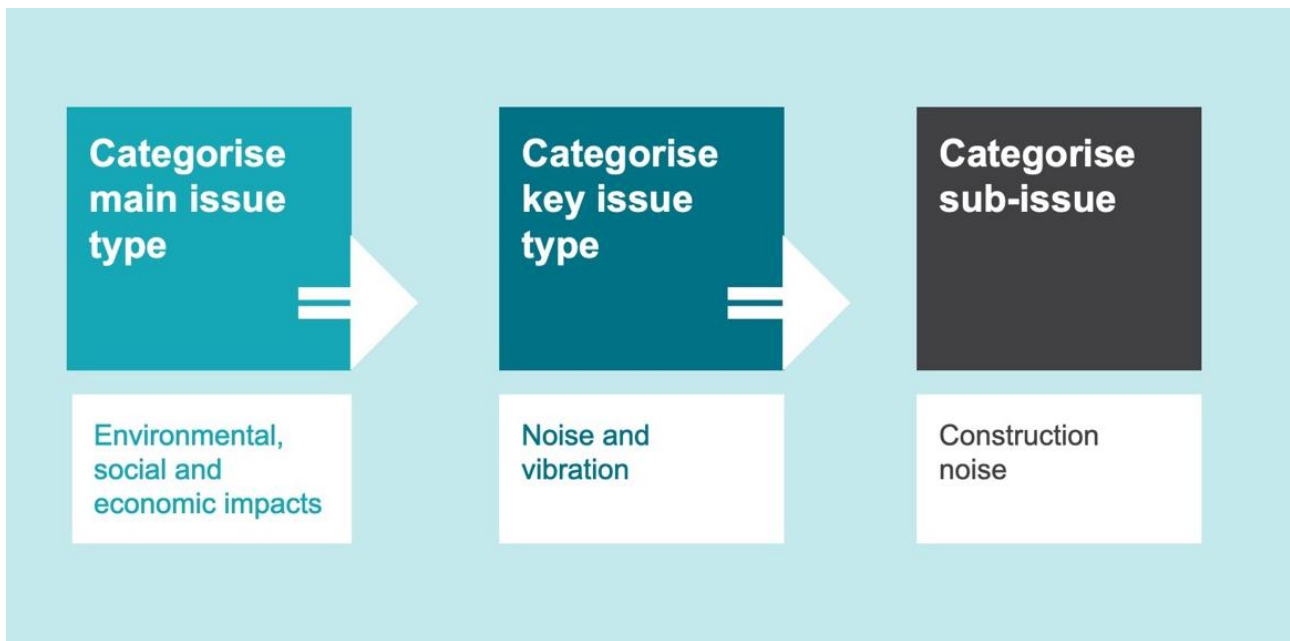 Categorise
main issue
type
Environmental,
social and
economic impacts
Categorise
key issue
type
Noise and
vibration
Categorise
sub-issue
Construction
noise